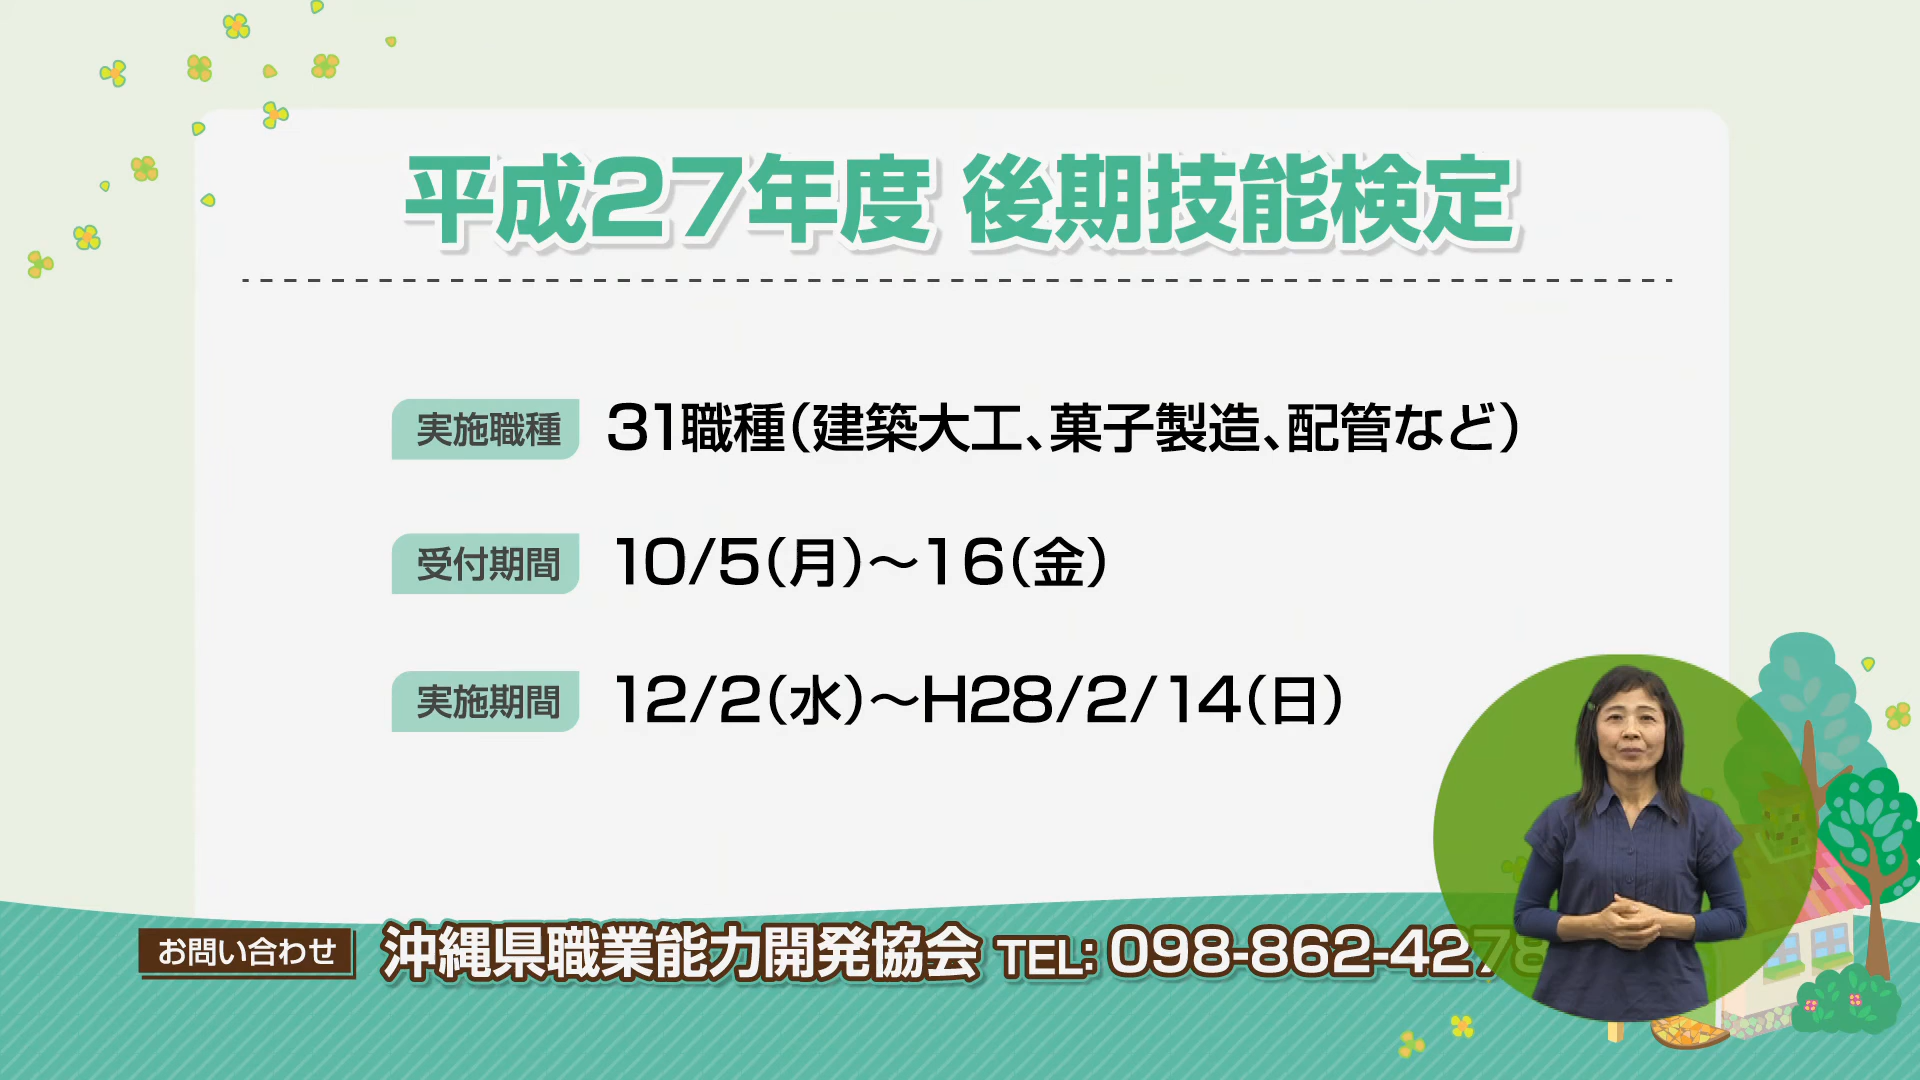 平成27年度 後期技能検定
実施職種 31職種（建築大工、菓子製造、配管など）
受付期間 10/5（月）～16（金）
実施期間 12/2（水）～H28/2/14（日）
お問い合わせ 沖縄県職業能力開発協会 TEL：098-862-4278